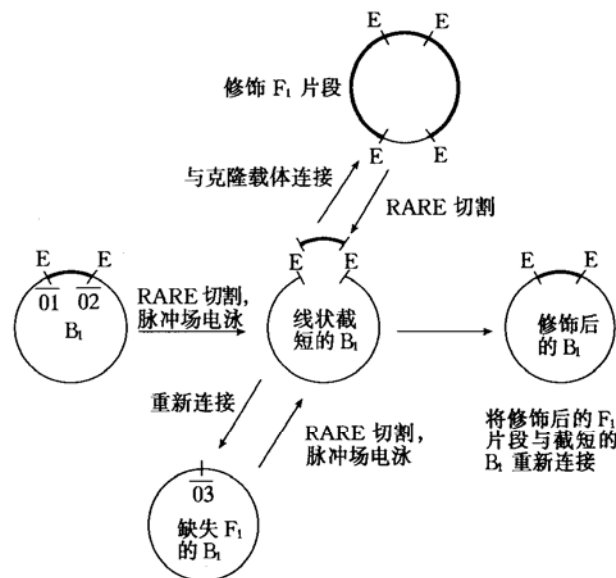 E E
修饰 F₁ 片段
E E
与克隆载体连接
RARE 切割
E E
E E
01 02
B₁
RARE 切割,
脉冲场电泳
线状截
短的 B₁
修饰后
的 B₁
重新连接
RARE 切割,
脉冲场电泳
将修饰后的 F₁
片段与截短的
B₁ 重新连接
03
缺失 F₁
的 B₁
E E